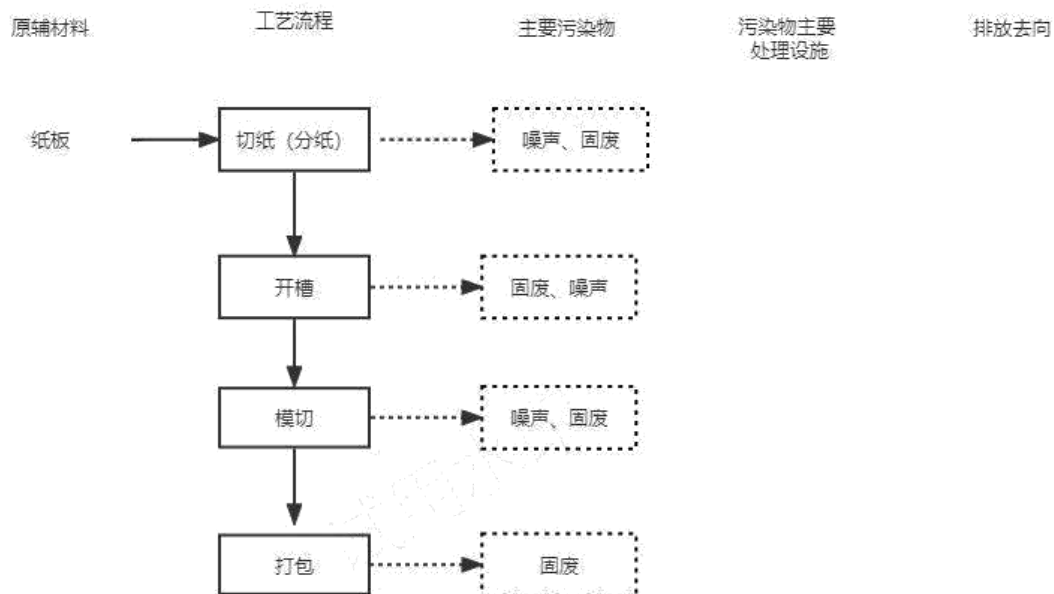 原辅材料
工艺流程
主要污染物
污染物主要
处理设施
排放去向
纸板
切纸（分纸）
噪声、固废
开槽
固废、噪声
模切
噪声、固废
打包
固废